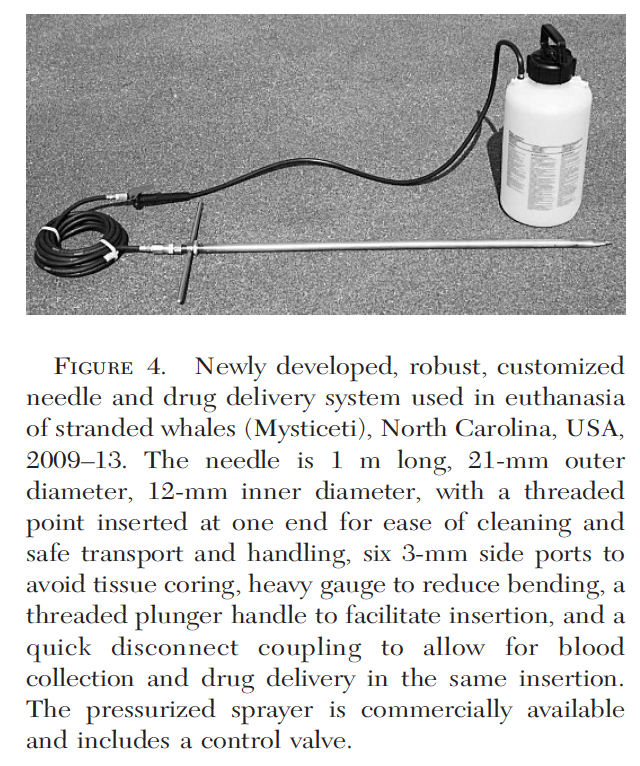 FIGURE 4. Newly developed, robust, customized
needle and drug delivery system used in euthanasia
of stranded whales (Mysticeti), North Carolina, USA,
2009–13. The needle is 1 m long, 21-mm outer
diameter, 12-mm inner diameter, with a threaded
point inserted at one end for ease of cleaning and
safe transport and handling, six 3-mm side ports to
avoid tissue coring, heavy gauge to reduce bending, a
threaded plunger handle to facilitate insertion, and a
quick disconnect coupling to allow for blood
collection and drug delivery in the same insertion.
The pressurized sprayer is commercially available
and includes a control valve.